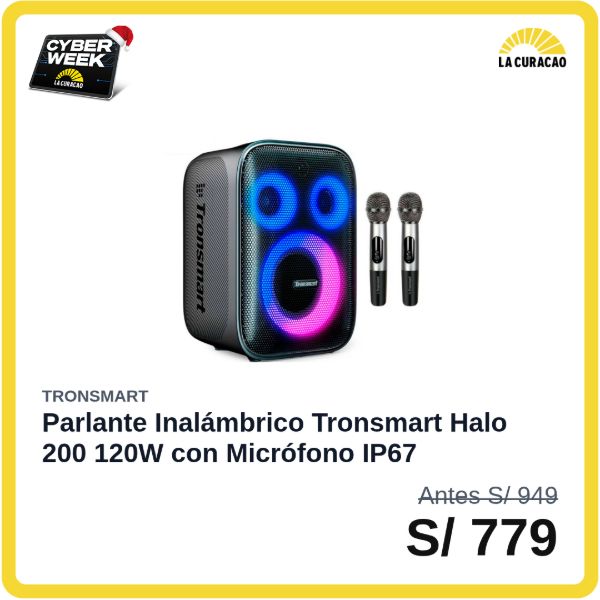 CYBER
WEEK
LA CURACAO
LA CURACAO
Tronsmart
Tronsmart
TRONSMART
Parlante Inalámbrico Tronsmart Halo
200 120W con Micrófono IP67
Antes S/ 949
S/ 779